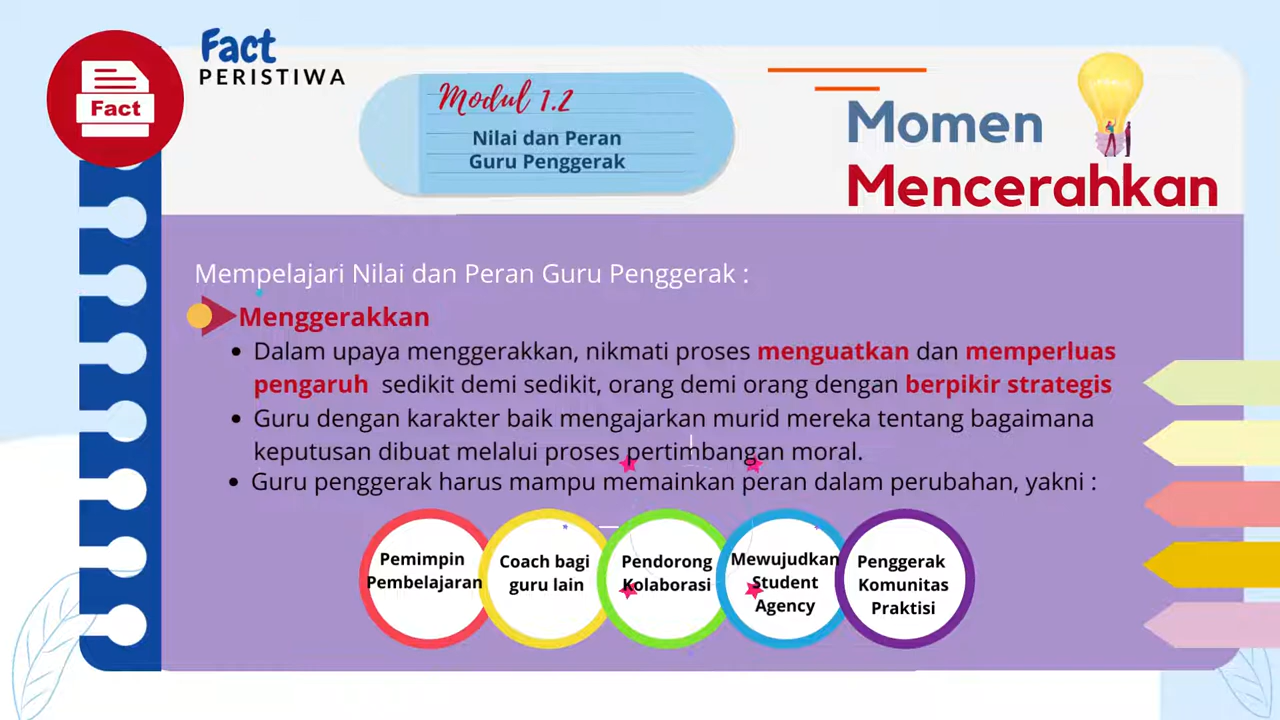 Fact
PERISTIWA
Fact
Modul 1.2
Nilai dan Peran
Guru Penggerak
Momen
Mencerahkan
Mempelajari Nilai dan Peran Guru Penggerak :
Menggerakkan
• Dalam upaya menggerakkan, nikmati proses menguatkan dan memperluas
pengaruh sedikit demi sedikit, orang demi orang dengan berpikir strategis
• Guru dengan karakter baik mengajarkan murid mereka tentang bagaimana
keputusan dibuat melalui proses pertimbangan moral.
• Guru penggerak harus mampu memainkan peran dalam perubahan, yakni :
Pemimpin
Pembelajaran
Coach bagi
guru lain
Pendorong
Kolaborasi
Mewujudkan
Student
Agency
Penggerak
Komunitas
Praktisi